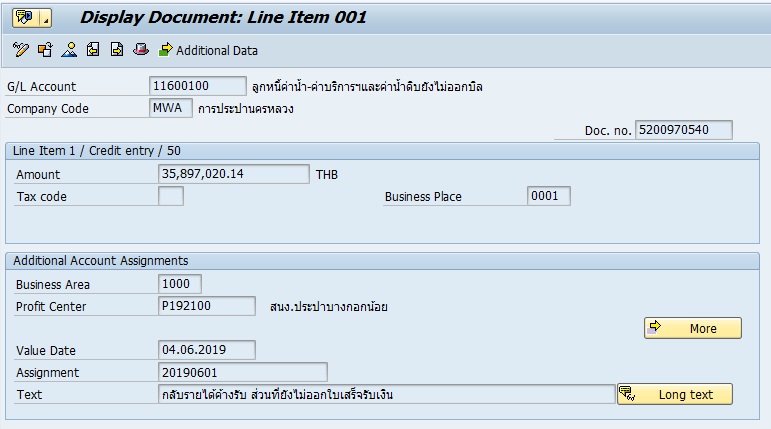 Display Document: Line Item 001
Additional Data
G/L Account 11600100 ลูกหนี้ค่าน้ำ-ค่าบริการฯและค่าน้ำดิบยังไม่ออกบิล
Company Code MWA การประปานครหลวง
Doc. no. 5200970540
Line Item 1 / Credit entry / 50
Amount 35,897,020.14 THB
Tax code Business Place 0001
Additional Account Assignments
Business Area 1000
Profit Center P192100 สนง.ประปาบางกอกน้อย
More
Value Date 04.06.2019
Assignment 20190601
Text กลับรายได้ค้างรับ ส่วนที่ยังไม่ออกใบเสร็จรับเงิน Long text